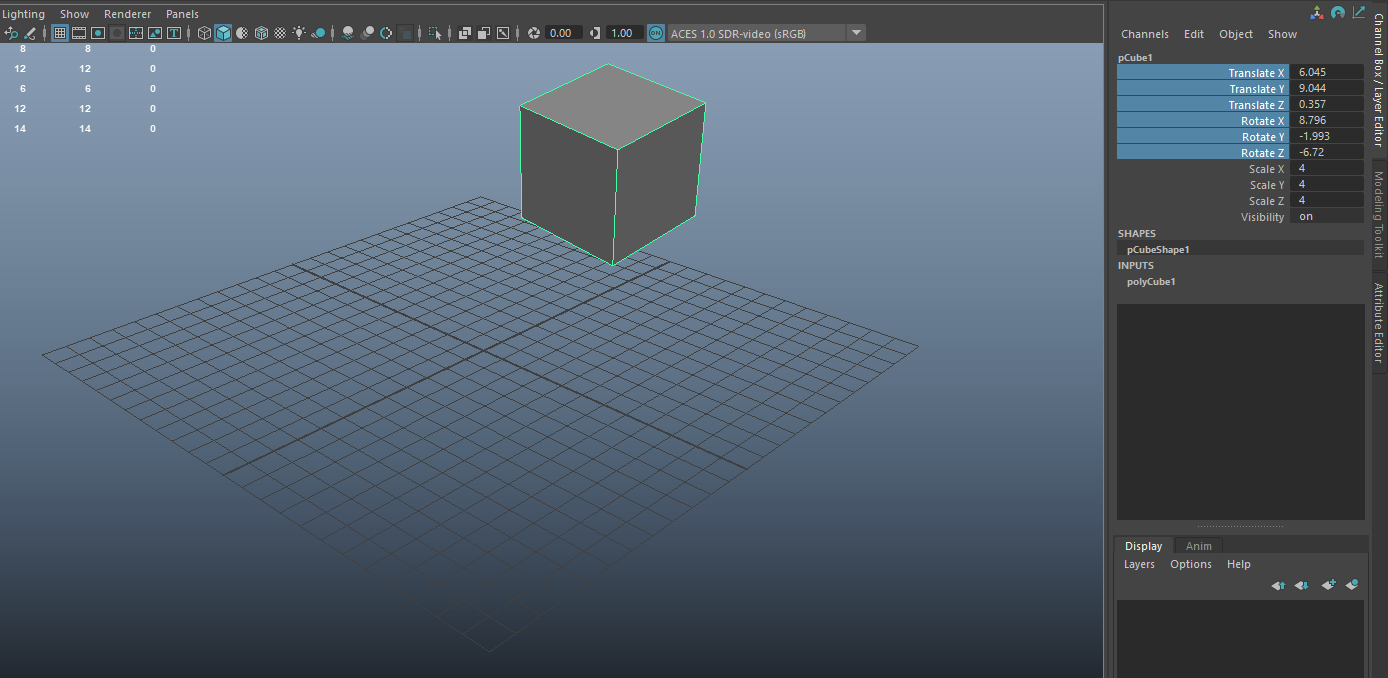 Lighting Show Renderer Panels
0.00 1.00 ON ACES 1.0 SDR-video (sRGB)
8 8 0
12 12 0
6 6 0
12 12 0
14 14 0
Channels Edit Object Show
pCube1
Translate X 6.045
Translate Y 9.044
Translate Z 0.357
Rotate X 8.796
Rotate Y -1.993
Rotate Z -6.72
Scale X 4
Scale Y 4
Scale Z 4
Visibility on
SHAPES
pCubeShape1
INPUTS
polyCube1
Display Anim
Layers Options Help
Channel Box / Layer Editor
Modeling Toolkit
Attribute Editor